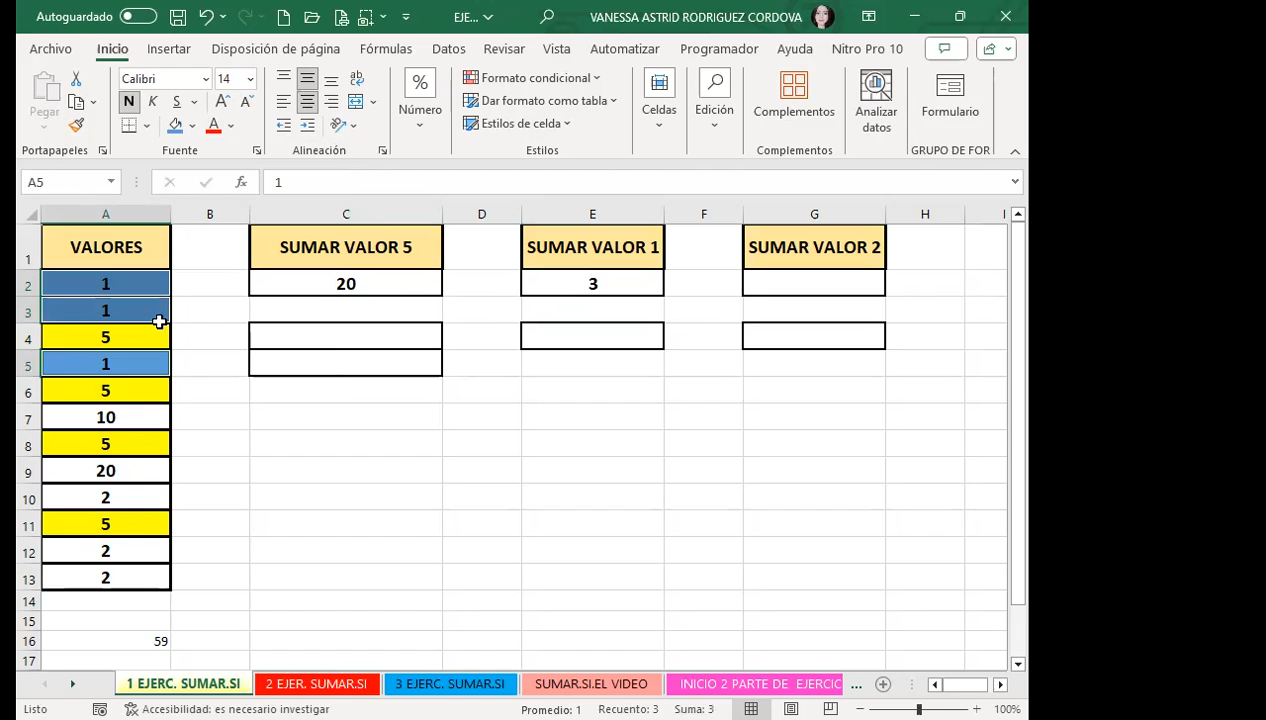 Autoguardado EJE... VANESSA ASTRID RODRIGUEZ CORDOVA
Archivo Inicio Insertar Disposición de página Fórmulas Datos Revisar Vista Automatizar Programador Ayuda Nitro Pro 10
Pegar Calibri 14 N K S % Número Formato condicional Dar formato como tabla Estilos de celda Celdas Edición Complementos Analizar datos Formulario
Portapapeles Fuente Alineación Estilos Complementos GRUPO DE FOR
A5 fx 1
A B C D E F G H I
1 VALORES SUMAR VALOR 5 SUMAR VALOR 1 SUMAR VALOR 2
2 1 20 3
3 1
4 5
5 1
6 5
7 10
8 5
9 20
10 2
11 5
12 2
13 2
14
15
16 59
17
1 EJERC. SUMAR.SI 2 EJER. SUMAR.SI 3 EJERC. SUMAR.SI SUMAR.SI.EL VIDEO INICIO 2 PARTE DE EJERCIC ...
Listo Accesibilidad: es necesario investigar Promedio: 1 Recuento: 3 Suma: 3 100%